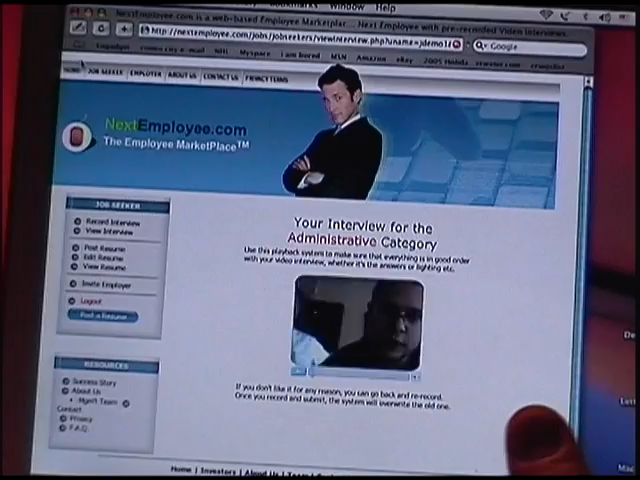 Window Help
NextEmployee.com is a web-based Employee Marketplace... Next Employee with pre-recorded Video Interviews.
http://nextemployee.com/jobs/jobseekers/viewinterview.php?uname=jdemo1
Google
Myspace i am bored MSN Amazon eBay
HOME JOB SEEKER EMPLOYER ABOUT US CONTACT US PRIVACY/TERMS
NextEmployee.com
The Employee MarketPlace™
JOB SEEKER
Record Interview
View Interview
Post Resume
Edit Resume
View Resume
Invite Employer
Logout
Post a Resume
RESOURCES
Success Story
About Us
Mgm't Team
Contact
Privacy
F.A.Q.
Your Interview for the
Administrative Category
Use this playback system to make sure that everything is in good order
with your video interview, whether it's the answers or lighting etc.
If you don't like it for any reason, you can go back and re-record.
Once you record and submit, the system will overwrite the old one.
Home | Investors | About Us |